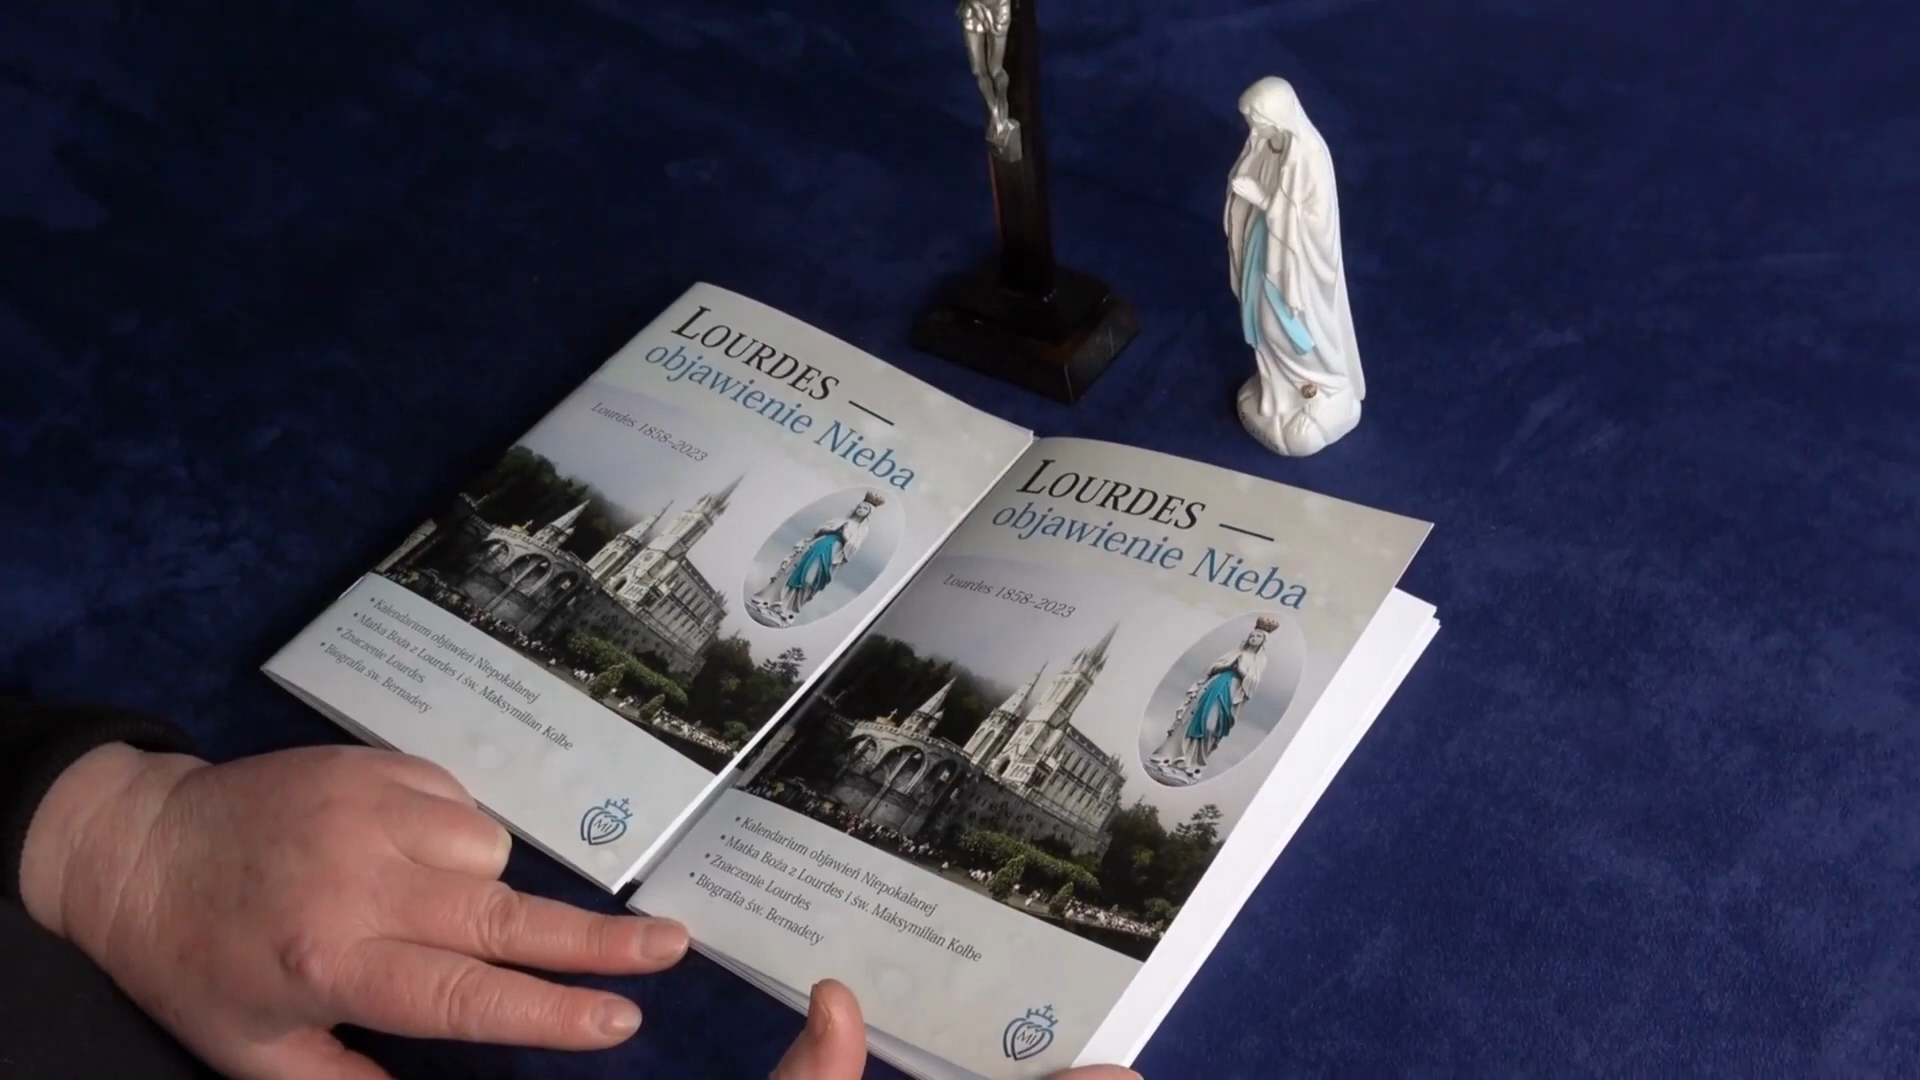 LOURDES —
objawienie Nieba
Lourdes 1858-2023
• Kalendarium objawień Niepokalanej
• Matka Boża z Lourdes i św. Maksymilian Kolbe
• Znaczenie Lourdes
• Biografia św. Bernadety
MI
LOURDES —
objawienie Nieba
Lourdes 1858-2023
• Kalendarium objawień Niepokalanej
• Matka Boża z Lourdes i św. Maksymilian Kolbe
• Znaczenie Lourdes
• Biografia św. Bernadety
MI